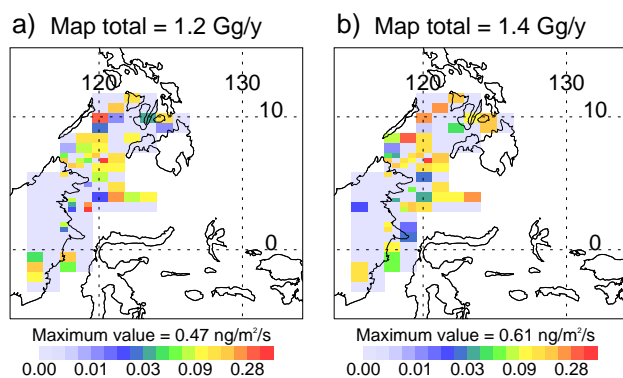 a) Map total = 1.2 Gg/y
120
130
10
0
Maximum value = 0.47 ng/m²/s
0.00 0.01 0.03 0.09 0.28
b) Map total = 1.4 Gg/y
120
130
10
0
Maximum value = 0.61 ng/m²/s
0.00 0.01 0.03 0.09 0.28